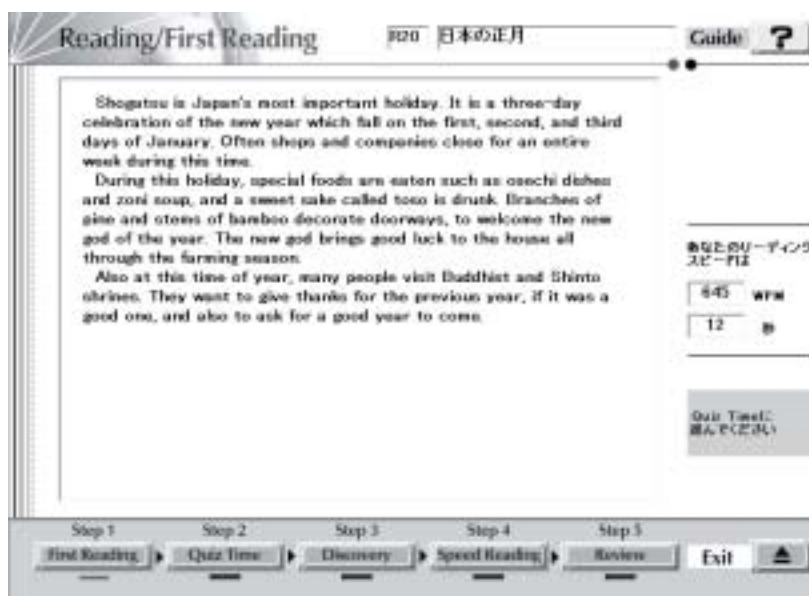 Reading/First Reading
R20 日本の正月
Guide ?
Shogatsu is Japan's most important holiday. It is a three-day
celebration of the new year which fall on the first, second, and third
days of January. Often shops and companies close for an entire
week during this time.
During this holiday, special foods are eaten such as osechi dishes
and zoni soup, and a sweet sake called toso is drunk. Branches of
pine and stems of bamboo decorate doorways, to welcome the new
god of the year. The new god brings good luck to the house all
through the farming season.
Also at this time of year, many people visit Buddhist and Shinto
shrines. They want to give thanks for the previous year, if it was a
good one, and also to ask for a good year to come.
あなたのリーディング
スピードは
645 WPM
12 秒
Quiz Timeに
進んでください
Step 1 Step 2 Step 3 Step 4 Step 5
First Reading Quiz Time Discovery Speed Reading Review Exit